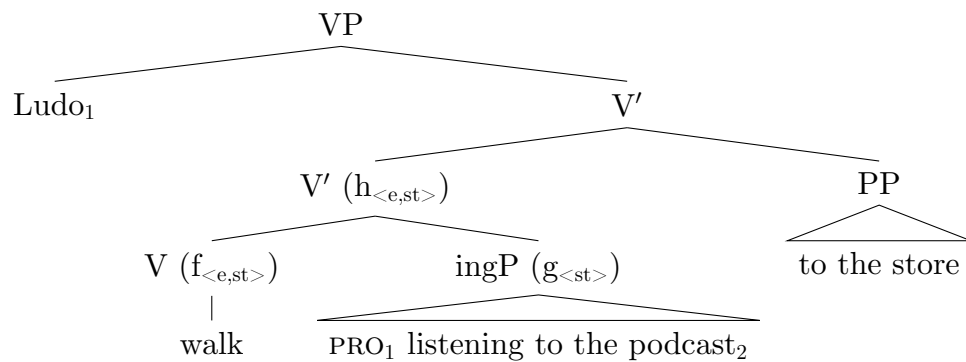 VP
Ludo₁ V′
V′ (h<e,st>) PP
V (f<e,st>) ingP (g<st>) to the store
walk PRO₁ listening to the podcast₂